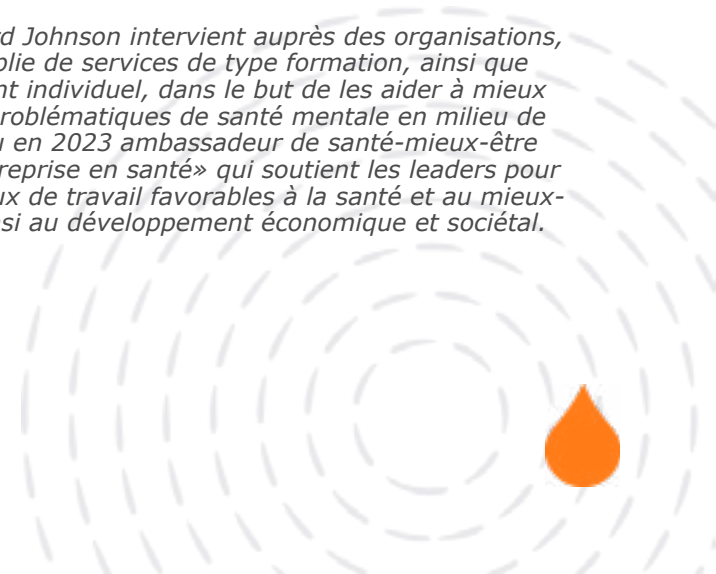 rd Johnson intervient auprès des organisations,
plie de services de type formation, ainsi que
nt individuel, dans le but de les aider à mieux
roblématiques de santé mentale en milieu de
u en 2023 ambassadeur de santé-mieux-être
reprise en santé» qui soutient les leaders pour
ux de travail favorables à la santé et au mieux-
nsi au développement économique et sociétal.